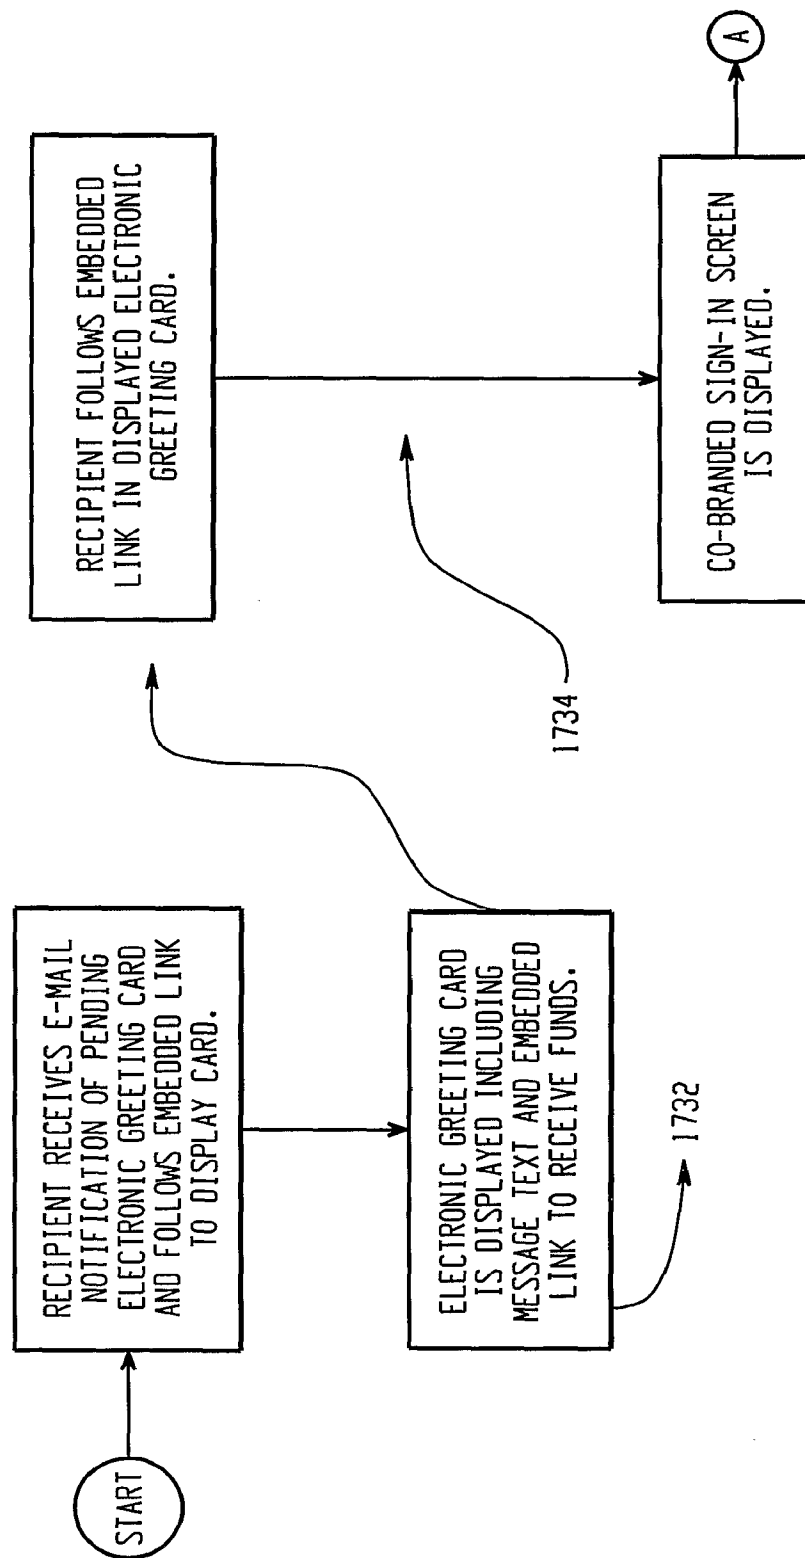 START
RECIPIENT RECEIVES E-MAIL
NOTIFICATION OF PENDING
ELECTRONIC GREETING CARD
AND FOLLOWS EMBEDDED LINK
TO DISPLAY CARD.
ELECTRONIC GREETING CARD
IS DISPLAYED INCLUDING
MESSAGE TEXT AND EMBEDDED
LINK TO RECEIVE FUNDS.
1732
RECIPIENT FOLLOWS EMBEDDED
LINK IN DISPLAYED ELECTRONIC
GREETING CARD.
1734
CO-BRANDED SIGN-IN SCREEN
IS DISPLAYED.
A